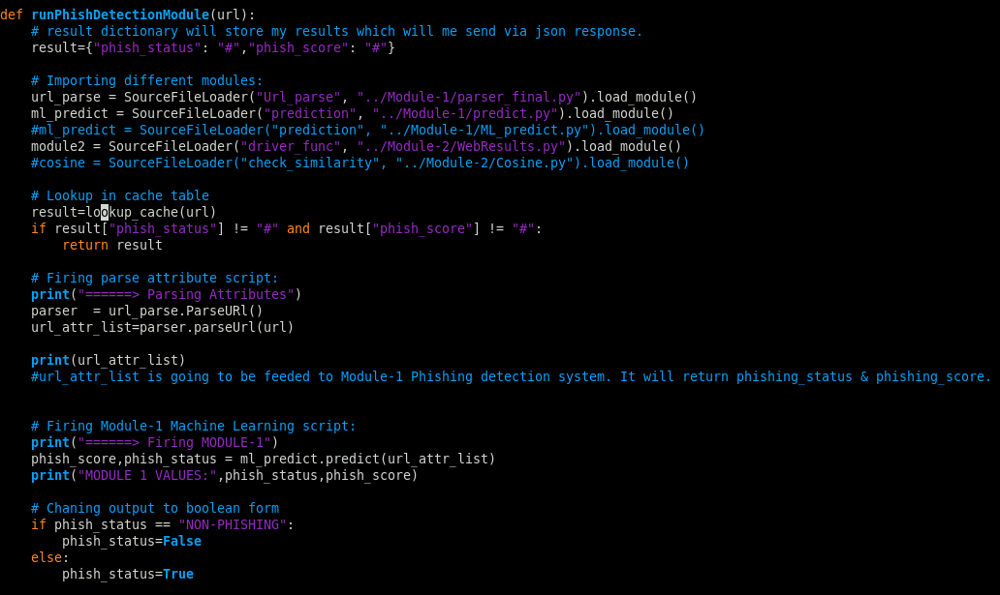 def runPhishDetectionModule(url):
    # result dictionary will store my results which will me send via json response.
    result={"phish_status": "#","phish_score": "#"}
    # Importing different modules:
    url_parse = SourceFileLoader("Url_parse", "../Module-1/parser_final.py").load_module()
    ml_predict = SourceFileLoader("prediction", "../Module-1/predict.py").load_module()
    #ml_predict = SourceFileLoader("prediction", "../Module-1/ML_predict.py").load_module()
    module2 = SourceFileLoader("driver_func", "../Module-2/WebResults.py").load_module()
    #cosine = SourceFileLoader("check_similarity", "../Module-2/Cosine.py").load_module()
    # Lookup in cache table
    result=lookup_cache(url)
    if result["phish_status"] != "#" and result["phish_score"] != "#":
        return result
    # Firing parse attribute script:
    print("======> Parsing Attributes")
    parser  = url_parse.ParseURl()
    url_attr_list=parser.parseUrl(url)
    print(url_attr_list)
    #url_attr_list is going to be feeded to Module-1 Phishing detection system. It will return phishing_status & phishing_score.
    # Firing Module-1 Machine Learning script:
    print("======> Firing MODULE-1")
    phish_score,phish_status = ml_predict.predict(url_attr_list)
    print("MODULE 1 VALUES:",phish_status,phish_score)
    # Chaning output to boolean form
    if phish_status == "NON-PHISHING":
        phish_status=False
    else:
        phish_status=True